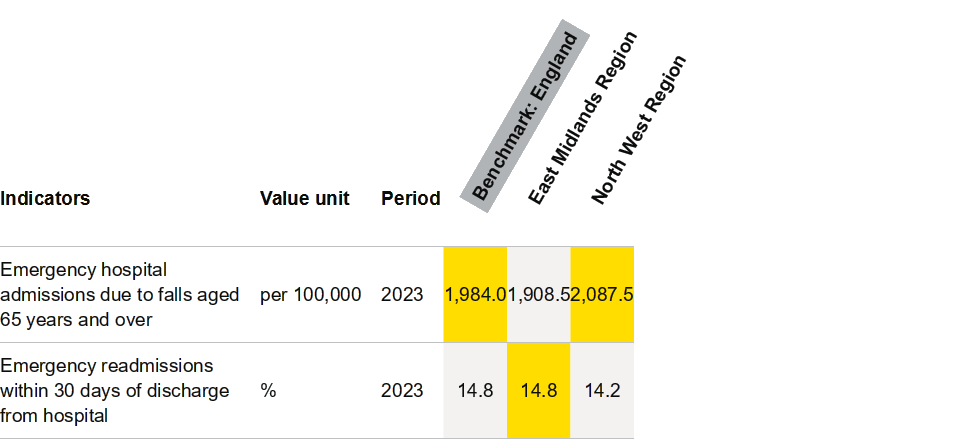 Benchmark: England
East Midlands Region
North West Region
Indicators Value unit Period
Emergency hospital
admissions due to falls aged
65 years and over
per 100,000 2023 1,984.0 1,908.5 2,087.5
Emergency readmissions
within 30 days of discharge
from hospital
% 2023 14.8 14.8 14.2